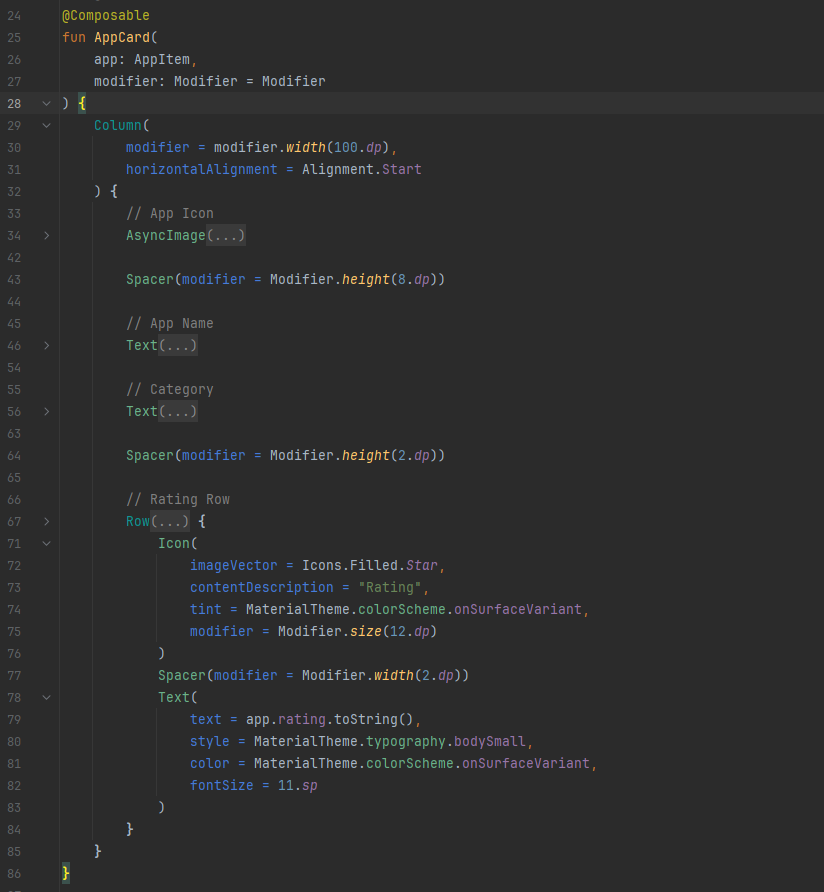 24 @Composable
25 fun AppCard(
26     app: AppItem,
27     modifier: Modifier = Modifier
28 ) {
29     Column(
30         modifier = modifier.width(100.dp),
31         horizontalAlignment = Alignment.Start
32     ) {
33         // App Icon
34         AsyncImage(...)
42
43         Spacer(modifier = Modifier.height(8.dp))
44
45         // App Name
46         Text(...)
54
55         // Category
56         Text(...)
63
64         Spacer(modifier = Modifier.height(2.dp))
65
66         // Rating Row
67         Row(...) {
71             Icon(
72                 imageVector = Icons.Filled.Star,
73                 contentDescription = "Rating",
74                 tint = MaterialTheme.colorScheme.onSurfaceVariant,
75                 modifier = Modifier.size(12.dp)
76             )
77             Spacer(modifier = Modifier.width(2.dp))
78             Text(
79                 text = app.rating.toString(),
80                 style = MaterialTheme.typography.bodySmall,
81                 color = MaterialTheme.colorScheme.onSurfaceVariant,
82                 fontSize = 11.sp
83             )
84         }
85     }
86 }